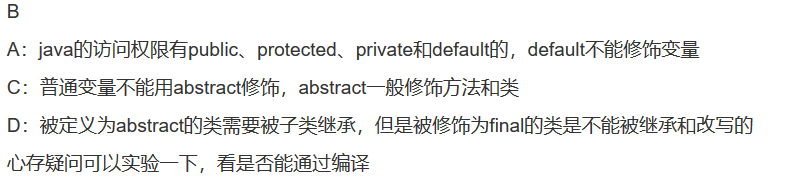 B
A：java的访问权限有public、protected、private和default的，default不能修饰变量
C：普通变量不能用abstract修饰，abstract一般修饰方法和类
D：被定义为abstract的类需要被子类继承，但是被修饰为final的类是不能被继承和改写的
心存疑问可以实验一下，看是否能通过编译